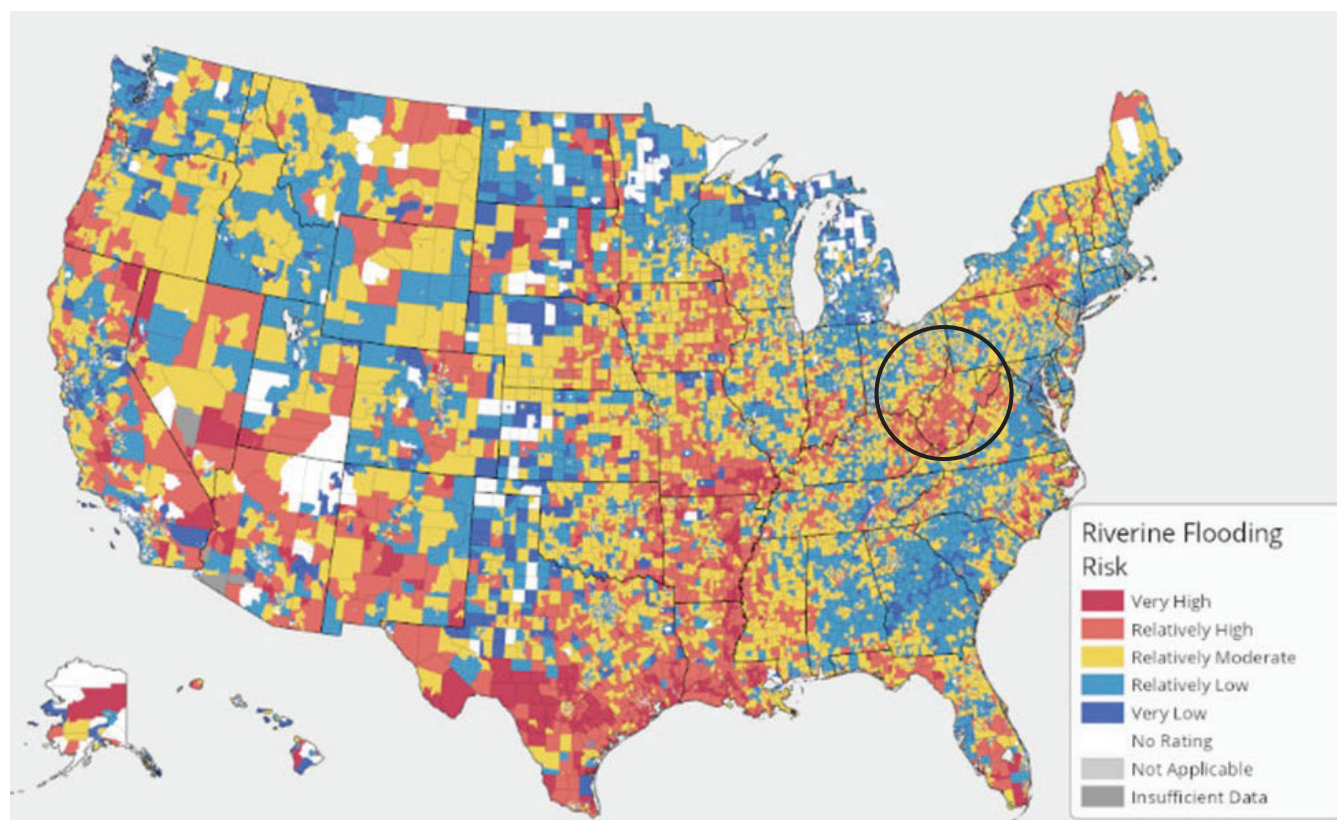 Riverine Flooding
Risk
Very High
Relatively High
Relatively Moderate
Relatively Low
Very Low
No Rating
Not Applicable
Insufficient Data